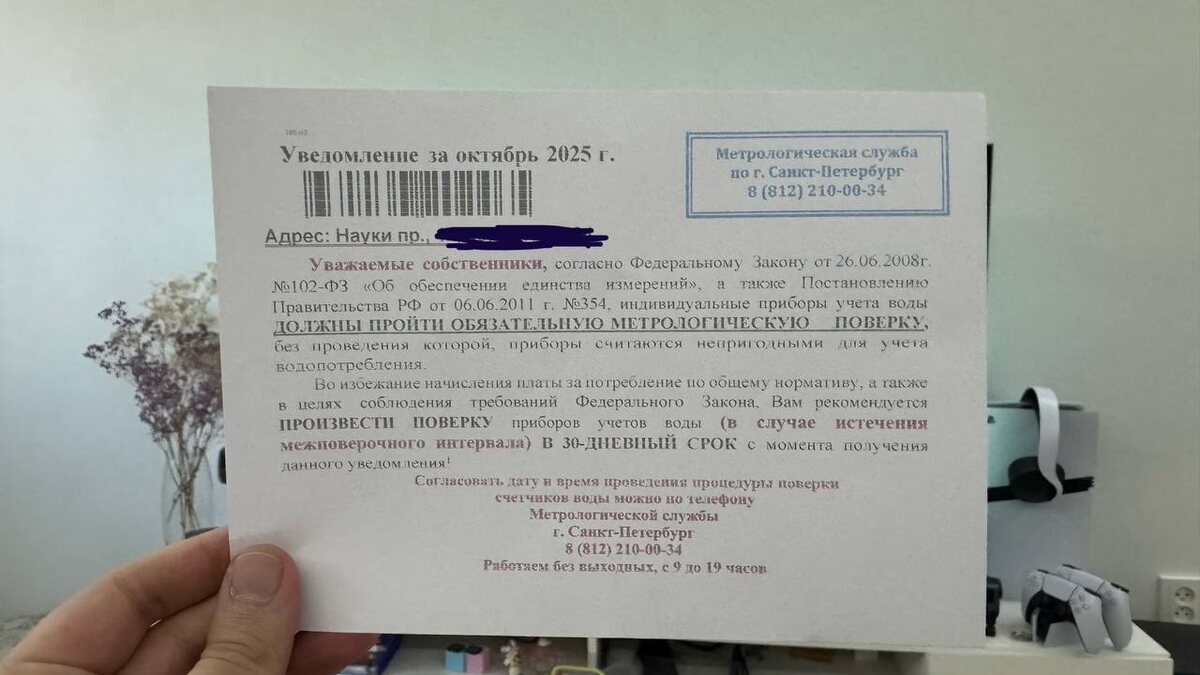 Уведомление за октябрь 2025 г.
Метрологическая служба
по г. Санкт-Петербург
8 (812) 210-00-34
Адрес: Науки пр.,
Уважаемые собственники, согласно Федеральному Закону от 26.06.2008г.
№102-ФЗ «Об обеспечении единства измерений», а также Постановлению
Правительства РФ от 06.06.2011 г. №354, индивидуальные приборы учета воды
ДОЛЖНЫ ПРОЙТИ ОБЯЗАТЕЛЬНУЮ МЕТРОЛОГИЧЕСКУЮ ПОВЕРКУ,
без проведения которой, приборы считаются непригодными для учета
водопотребления.
Во избежание начисления платы за потребление по общему нормативу, а также
в целях соблюдения требований Федерального Закона, Вам рекомендуется
ПРОИЗВЕСТИ ПОВЕРКУ приборов учетов воды (в случае истечения
межповерочного интервала) В 30-ДНЕВНЫЙ СРОК с момента получения
данного уведомления!
Согласовать дату и время проведения процедуры поверки
счетчиков воды можно по телефону
Метрологической службы
г. Санкт-Петербург
8 (812) 210-00-34
Работаем без выходных, с 9 до 19 часов